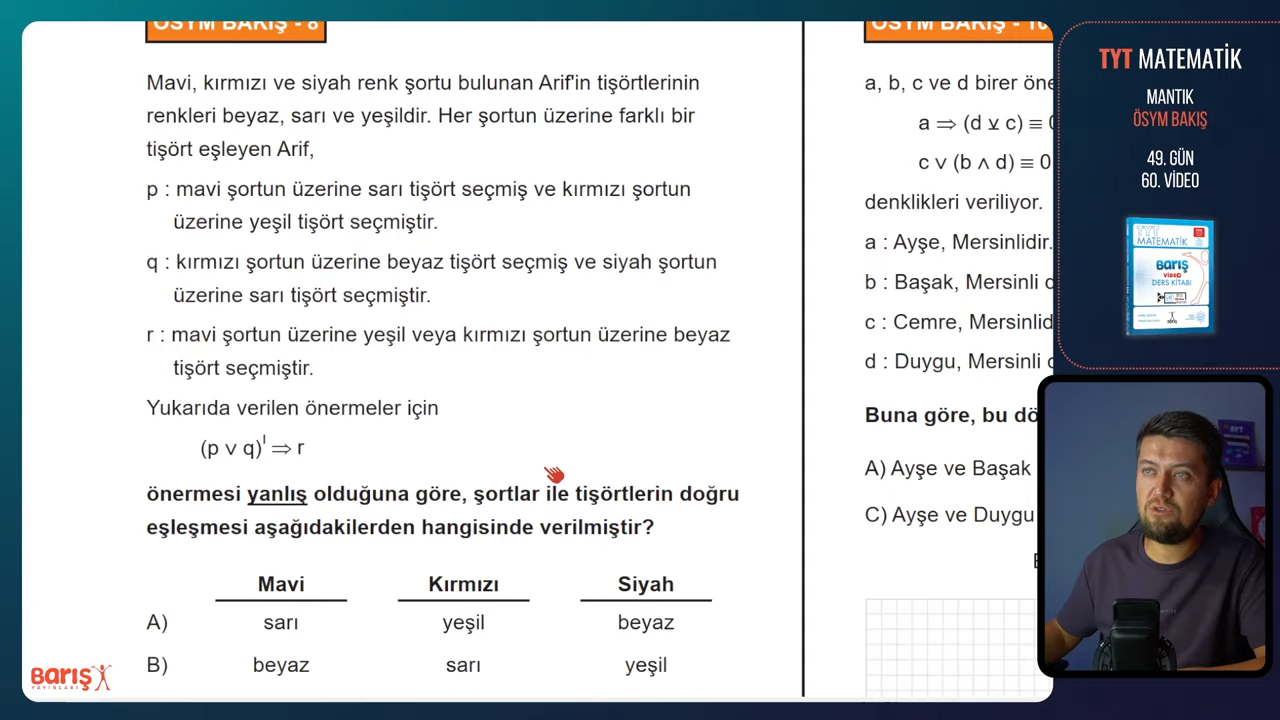 ÖSYM BAKIŞ - 8
Mavi, kırmızı ve siyah renk şortu bulunan Arif'in tişörtlerinin
renkleri beyaz, sarı ve yeşildir. Her şortun üzerine farklı bir
tişört eşleyen Arif,
p : mavi şortun üzerine sarı tişört seçmiş ve kırmızı şortun
üzerine yeşil tişört seçmiştir.
q : kırmızı şortun üzerine beyaz tişört seçmiş ve siyah şortun
üzerine sarı tişört seçmiştir.
r : mavi şortun üzerine yeşil veya kırmızı şortun üzerine beyaz
tişört seçmiştir.
Yukarıda verilen önermeler için
(p ∨ q)ˡ ⇒ r
önermesi yanlış olduğuna göre, şortlar ile tişörtlerin doğru
eşleşmesi aşağıdakilerden hangisinde verilmiştir?
Mavi Kırmızı Siyah
A) sarı yeşil beyaz
B) beyaz sarı yeşil
BARIŞ
YAYINLARI
ÖSYM BAKIŞ - 10
a, b, c ve d birer öne
a ⇒ (d ⊻ c) ≡ 0
c ∨ (b ∧ d) ≡ 0
denklikleri veriliyor.
a : Ayşe, Mersinlidir.
b : Başak, Mersinli
c : Cemre, Mersinlid
d : Duygu, Mersinli
Buna göre, bu dö
A) Ayşe ve Başak
C) Ayşe ve Duygu
TYT MATEMATİK
MANTIK
ÖSYM BAKIŞ
49. GÜN
60. VİDEO
TYT
MATEMATİK
BARIŞ
VİDEO
DERS KİTABI